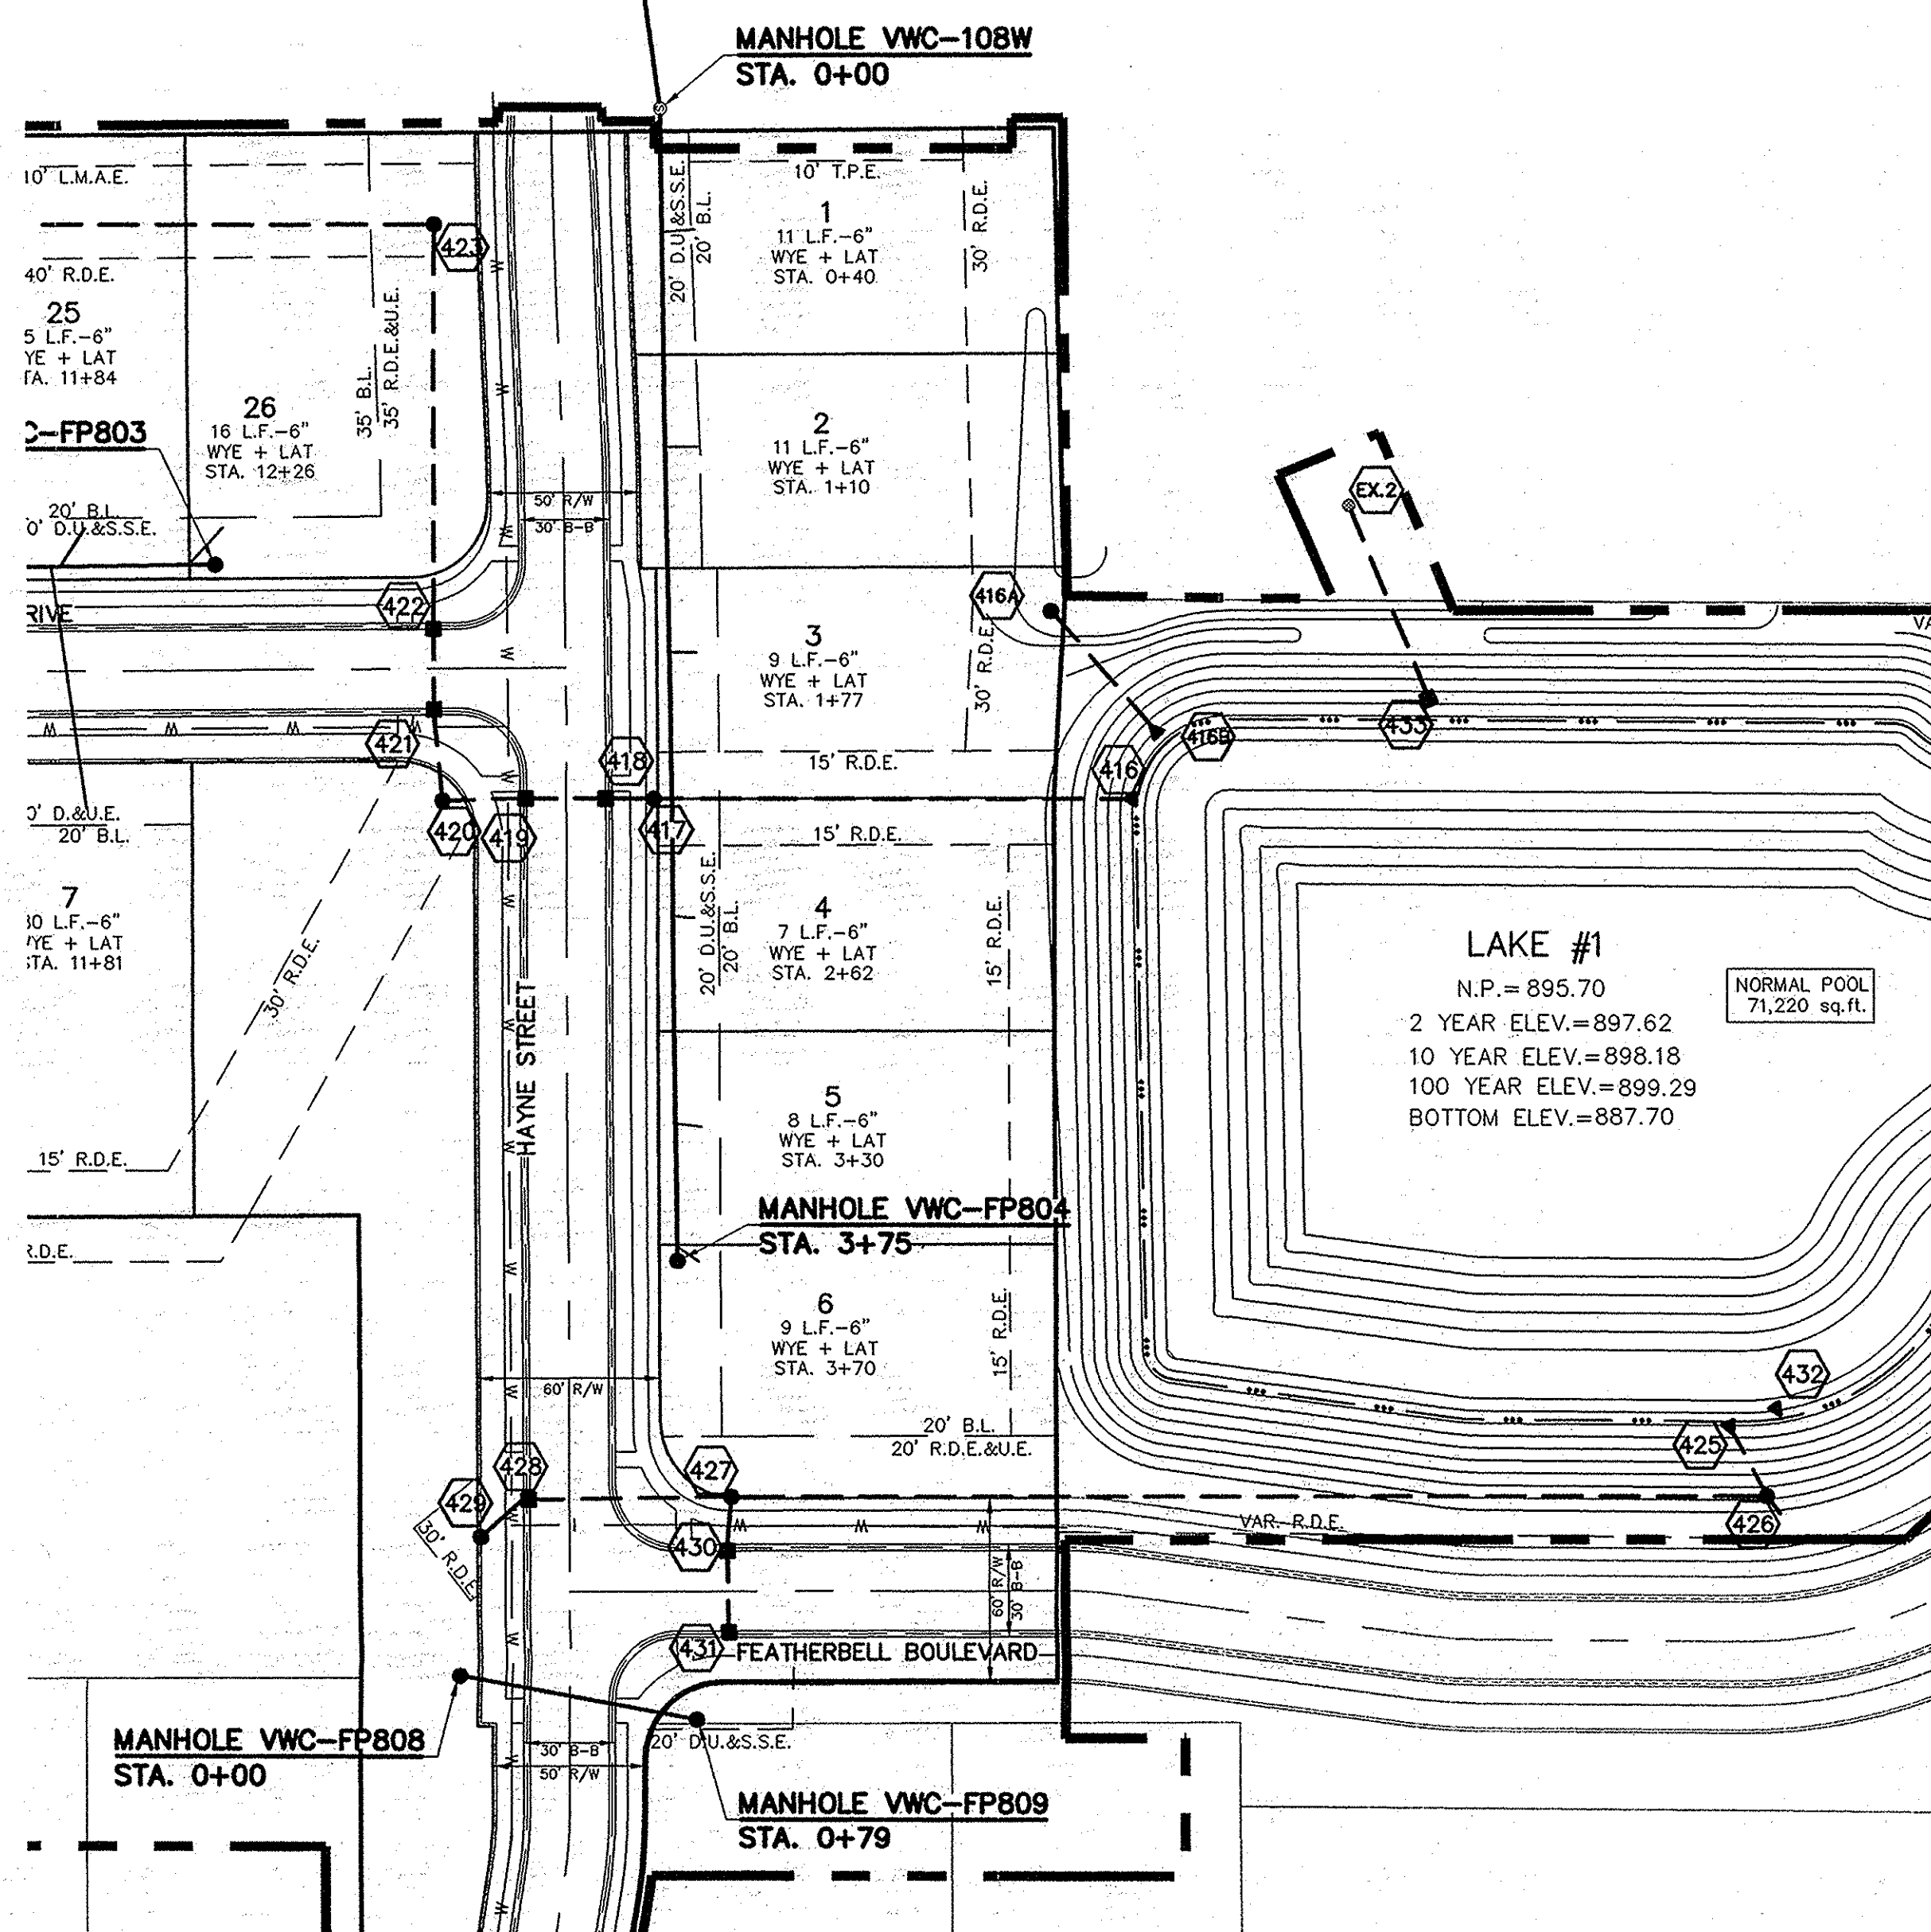 MANHOLE VWC-108W
STA. 0+00
10' L.M.A.E.
40' R.D.E.
25
5 L.F.-6"
YE + LAT
TA. 11+84
423
35' B.L.
35' R.D.E.&U.E.
26
16 L.F.-6"
WYE + LAT
STA. 12+26
C-FP803
20' B.L.
0' D.U.&S.S.E.
20' D.U.&S.S.E.
20' B.L.
10' T.P.E.
30' R.D.E.
1
11 L.F.-6"
WYE + LAT
STA. 0+40
2
11 L.F.-6"
WYE + LAT
STA. 1+10
50' R/W
30' B-B
EX.2
422
RIVE
416A
3
9 L.F.-6"
WYE + LAT
STA. 1+77
30' R.D.E.
VA
421
418
15' R.D.E.
416
416B
433
420
419
417
15' R.D.E.
0' D.&U.E.
20' B.L.
7
30 L.F.-6"
YE + LAT
STA. 11+81
30' R.D.E.
20' D.U.&S.S.E.
20' B.L.
4
7 L.F.-6"
WYE + LAT
STA. 2+62
15' R.D.E.
LAKE #1
N.P.= 895.70
2 YEAR ELEV.=897.62
10 YEAR ELEV.=898.18
100 YEAR ELEV.=899.29
BOTTOM ELEV.=887.70
NORMAL POOL
71,220 sq.ft.
HAYNE STREET
W
5
8 L.F.-6"
WYE + LAT
STA. 3+30
15' R.D.E.
R.D.E.
MANHOLE VWC-FP804
STA. 3+75
6
9 L.F.-6"
WYE + LAT
STA. 3+70
15' R.D.E.
60' R/W
20' B.L.
20' R.D.E.&U.E.
432
425
428
427
429
30' R.D.E.
430
VAR. R.D.E.
426
60' R/W
30' B-B
431
FEATHERBELL BOULEVARD
MANHOLE VWC-FP808
STA. 0+00
20' D.U.&S.S.E.
30' B-B
50' R/W
MANHOLE VWC-FP809
STA. 0+79